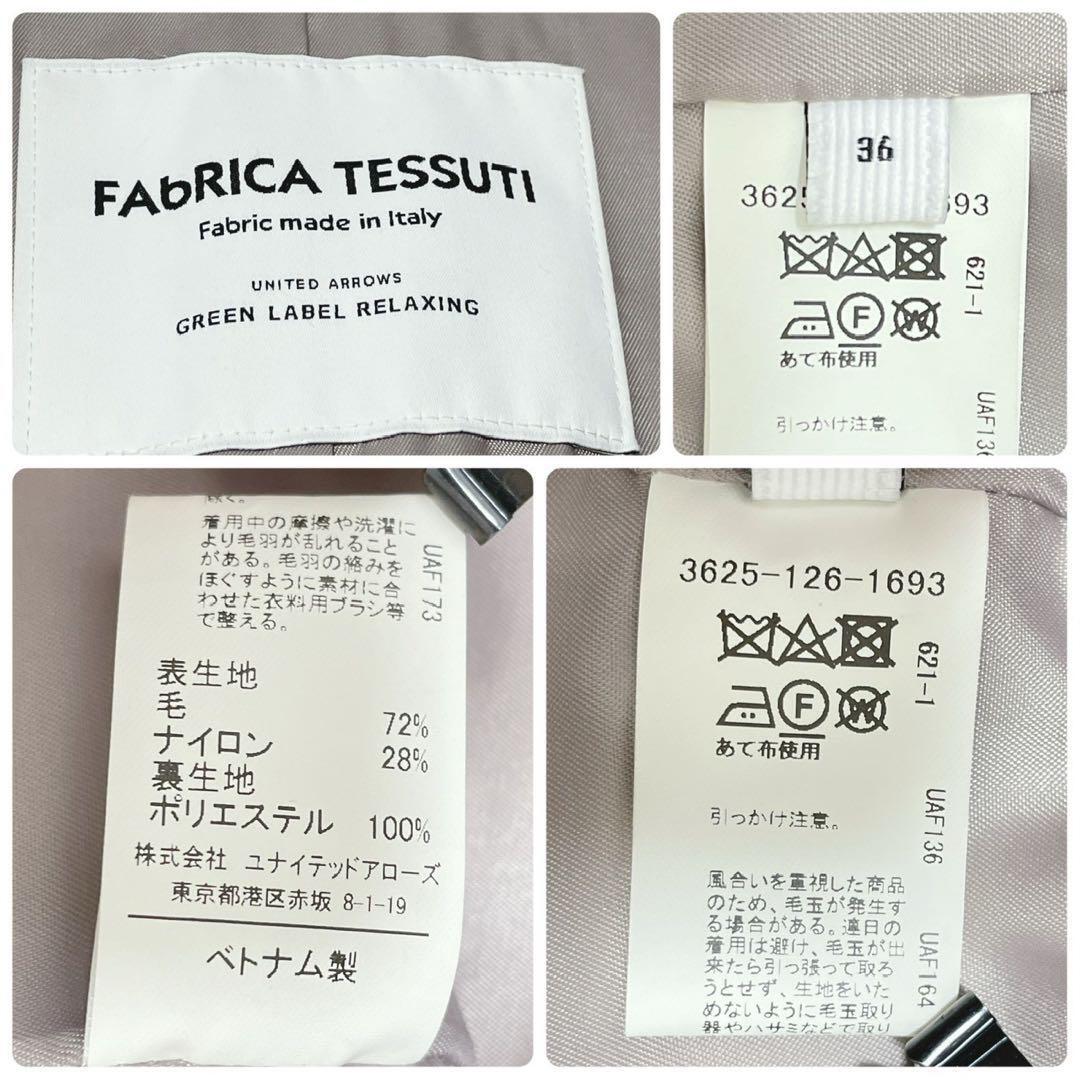 FAbRICA TESSUTI
Fabric made in Italy
UNITED ARROWS
GREEN LABEL RELAXING
36
3625
693
621-1
F
W
あて布使用
引っかけ注意。
UAF136
着用中の摩擦や洗濯に
より毛羽が乱れること
がある。毛羽の絡みを
ほぐすように素材に合
わせた衣料用ブラシ等
で整える。
UAF173
表生地
毛 72%
ナイロン 28%
裏生地
ポリエステル 100%
株式会社 ユナイテッドアローズ
東京都港区赤坂 8-1-19
ベトナム製
3625-126-1693
621-1
F
W
あて布使用
引っかけ注意。
UAF136
風合いを重視した商品
のため、毛玉が発生す
る場合がある。連日の
着用は避け、毛玉が出
来たら引っ張って取ろ
うとせず、生地をいた
めないように毛玉取り
器やハサミなどで取り
UAF164